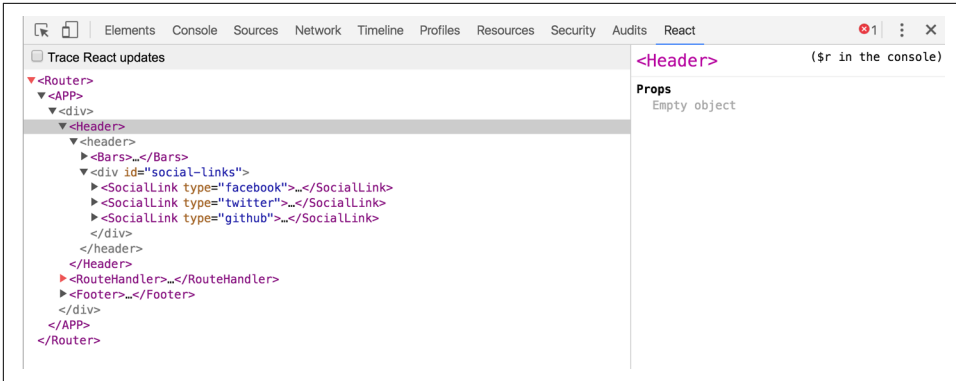 Elements Console Sources Network Timeline Profiles Resources Security Audits React 1
Trace React updates
<Router>
<APP>
<div>
<Header>
<header>
<Bars>…</Bars>
<div id="social-links">
<SocialLink type="facebook">…</SocialLink>
<SocialLink type="twitter">…</SocialLink>
<SocialLink type="github">…</SocialLink>
</div>
</header>
</Header>
<RouteHandler>…</RouteHandler>
<Footer>…</Footer>
</div>
</APP>
</Router>
<Header> ($r in the console)
Props
Empty object